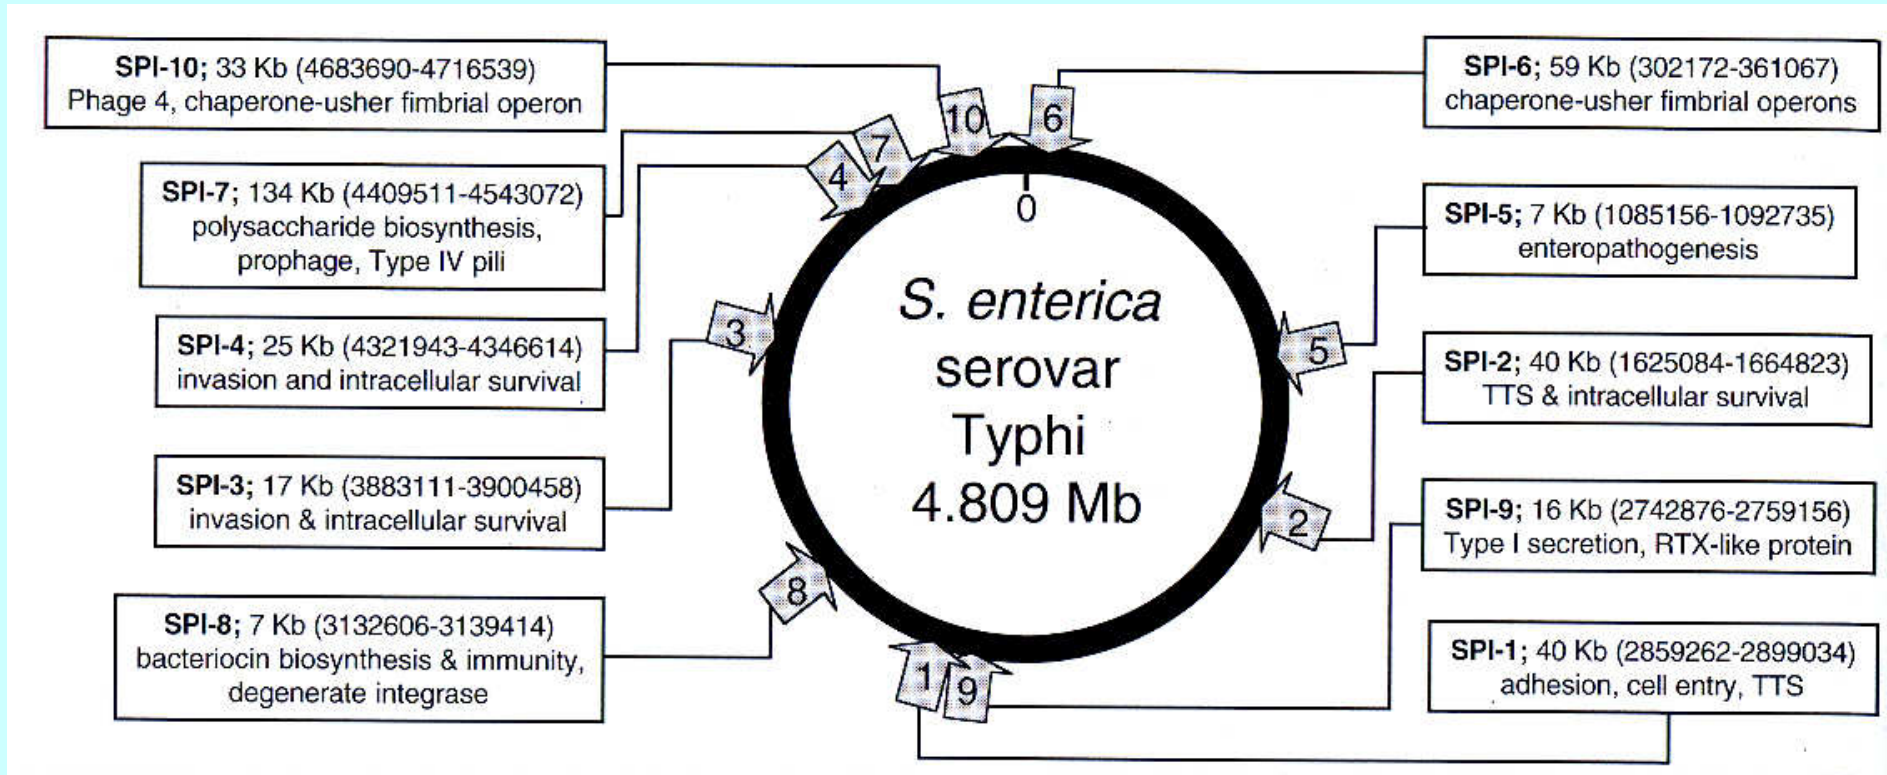 SPI-10; 33 Kb (4683690-4716539)
Phage 4, chaperone-usher fimbrial operon
SPI-7; 134 Kb (4409511-4543072)
polysaccharide biosynthesis,
prophage, Type IV pili
SPI-4; 25 Kb (4321943-4346614)
invasion and intracellular survival
SPI-3; 17 Kb (3883111-3900458)
invasion & intracellular survival
SPI-8; 7 Kb (3132606-3139414)
bacteriocin biosynthesis & immunity,
degenerate integrase
10
6
7
4
3
8
1
9
2
5
0
S. enterica
serovar
Typhi
4.809 Mb
SPI-6; 59 Kb (302172-361067)
chaperone-usher fimbrial operons
SPI-5; 7 Kb (1085156-1092735)
enteropathogenesis
SPI-2; 40 Kb (1625084-1664823)
TTS & intracellular survival
SPI-9; 16 Kb (2742876-2759156)
Type I secretion, RTX-like protein
SPI-1; 40 Kb (2859262-2899034)
adhesion, cell entry, TTS